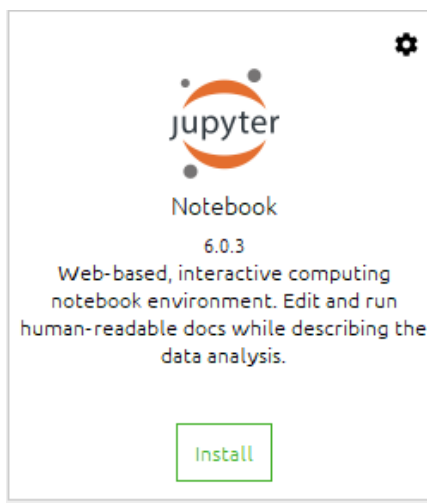 jupyter
Notebook
6.0.3
Web-based, interactive computing
notebook environment. Edit and run
human-readable docs while describing the
data analysis.
Install